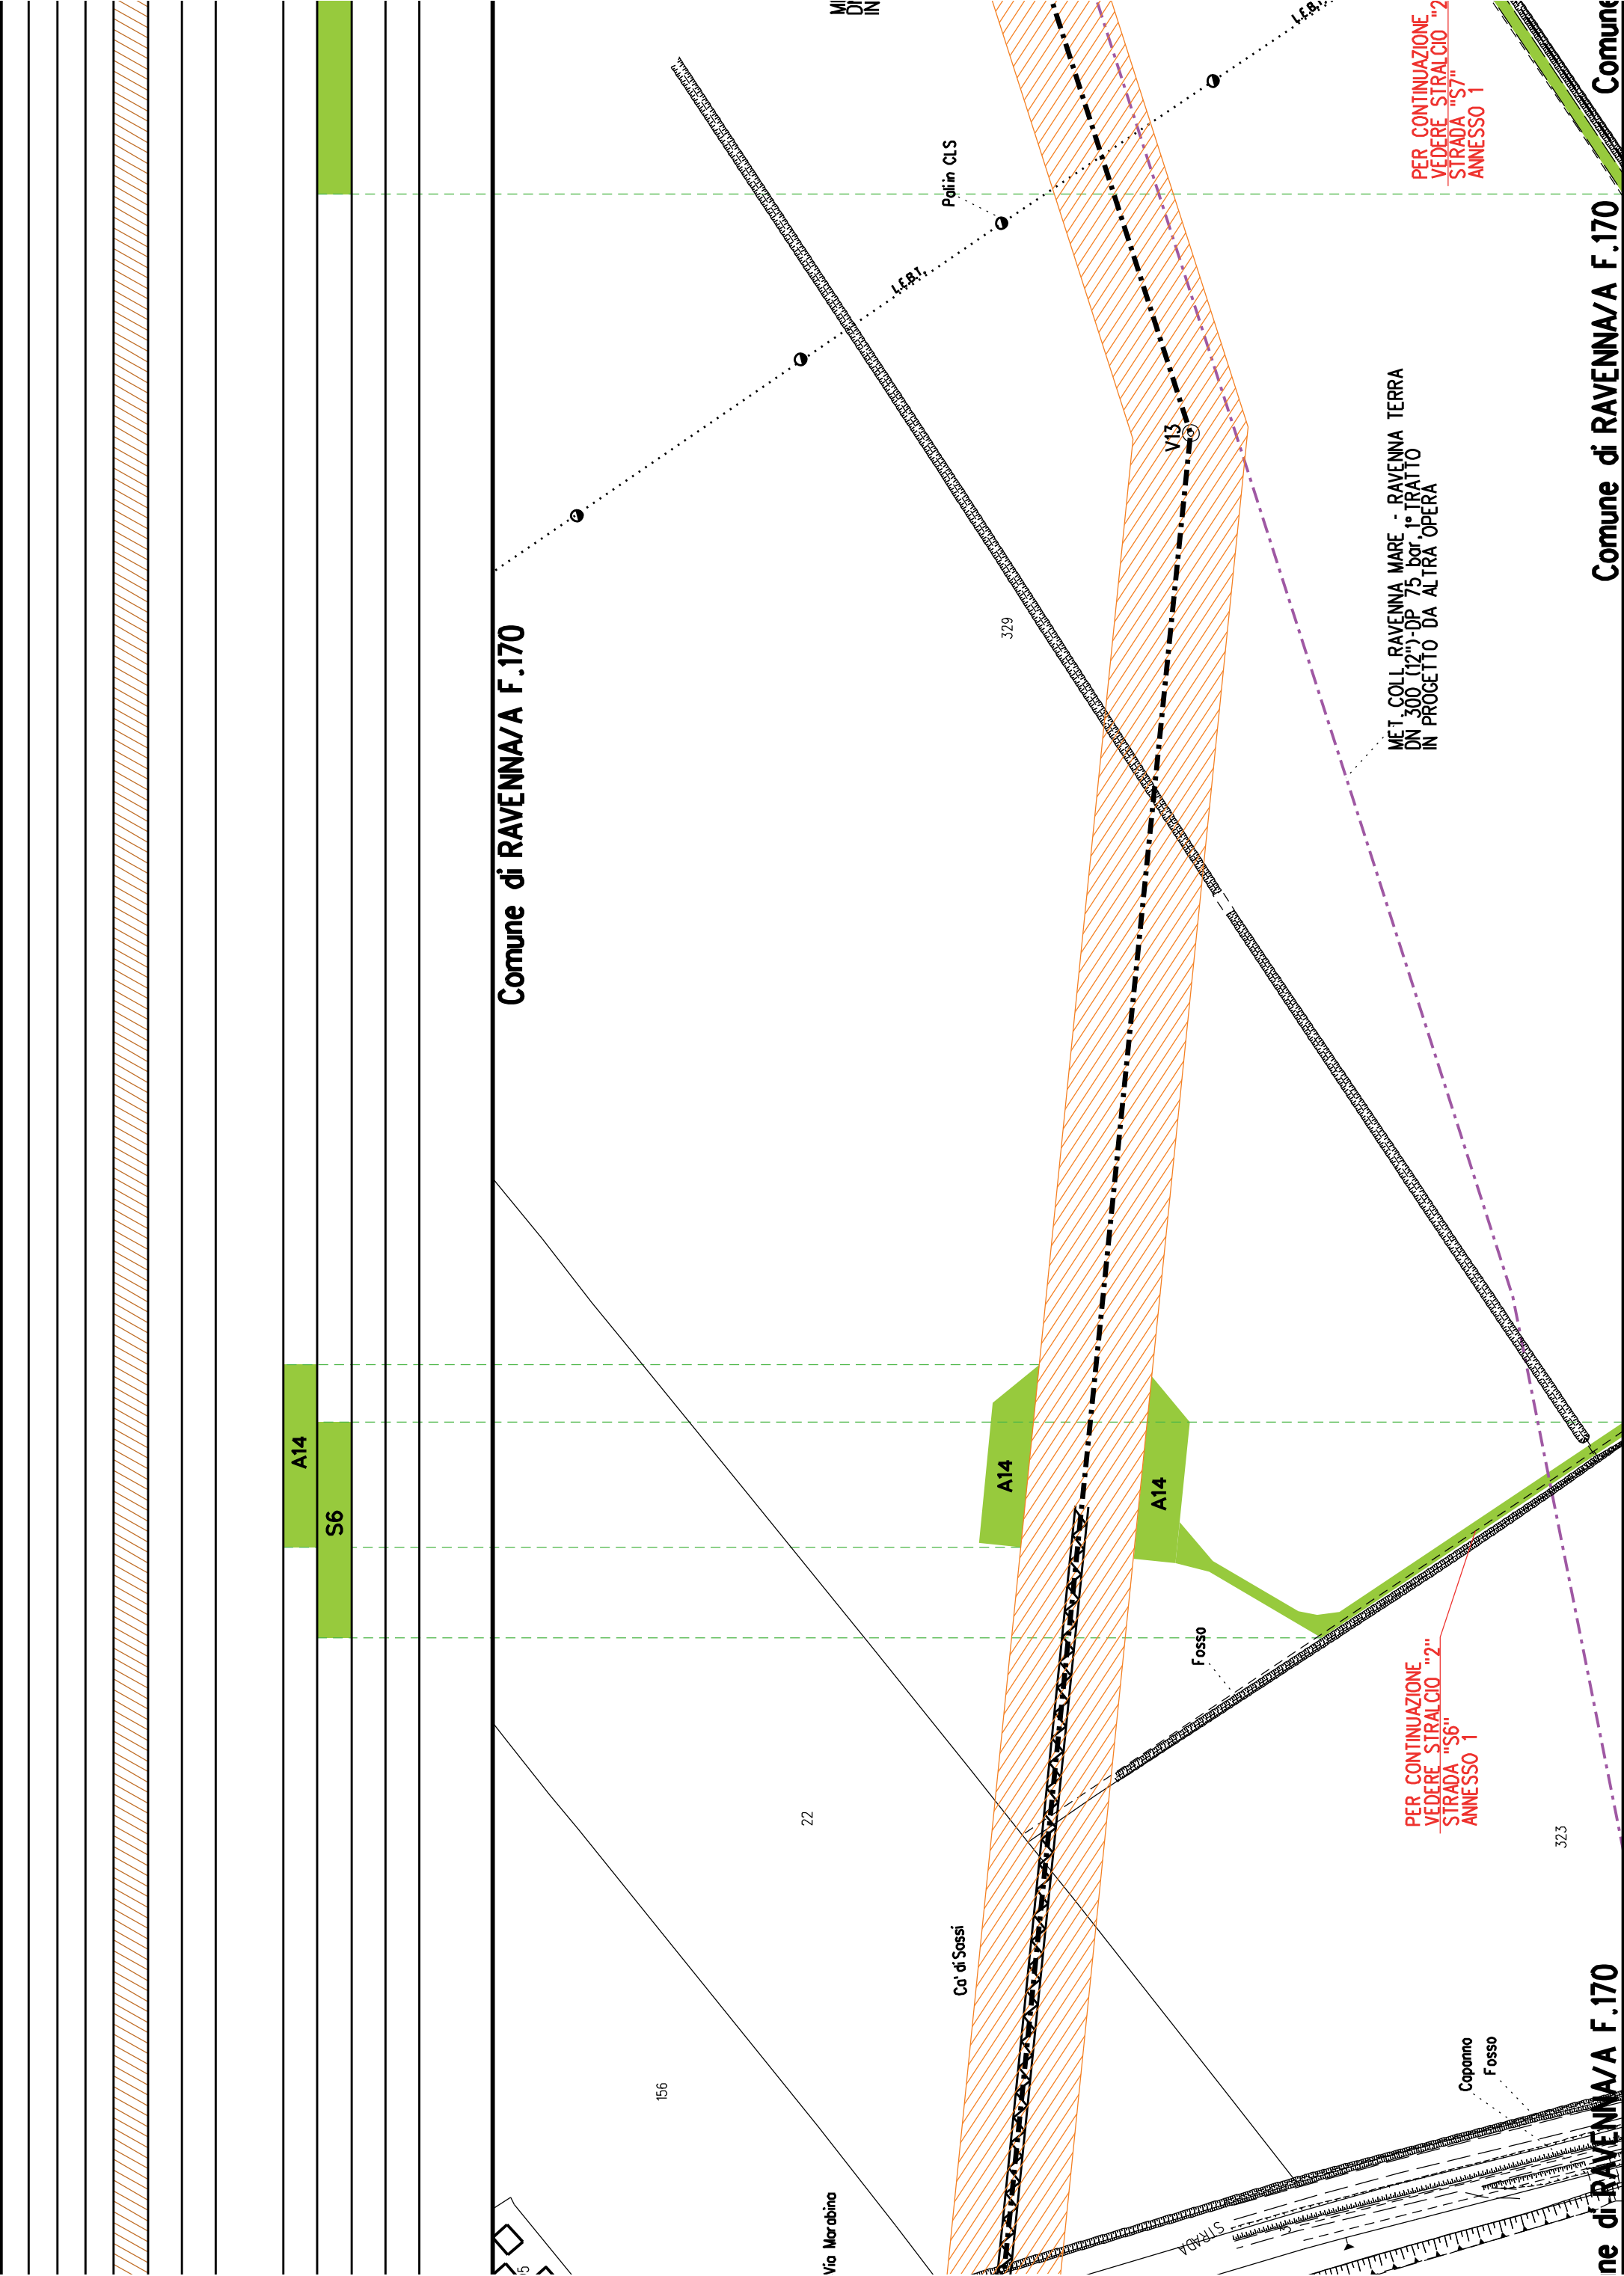 A14
S6
Comune di RAVENNA/A F.170
156
22
Via Marabina
Ca' di Sassi
A14
A14
329
L.E.B.T.
Palin CLS
V13
Fosso
L.E.B.T.
MET. COLL. RAVENNA MARE - RAVENNA TERRA
DN 300 (12")-DP 75 bar 1° TRATTO
IN PROGETTO DA ALTRA OPERA
PER CONTINUAZIONE
VEDERE STRALCIO "2"
STRADA "S6"
ANNESSO 1
PER CONTINUAZIONE
VEDERE STRALCIO "2
STRADA "S7"
ANNESSO 1
323
STRADA
Capanno
Fosso
ne di RAVENNA/A F.170
Comune di RAVENNA/A F.170
Comune